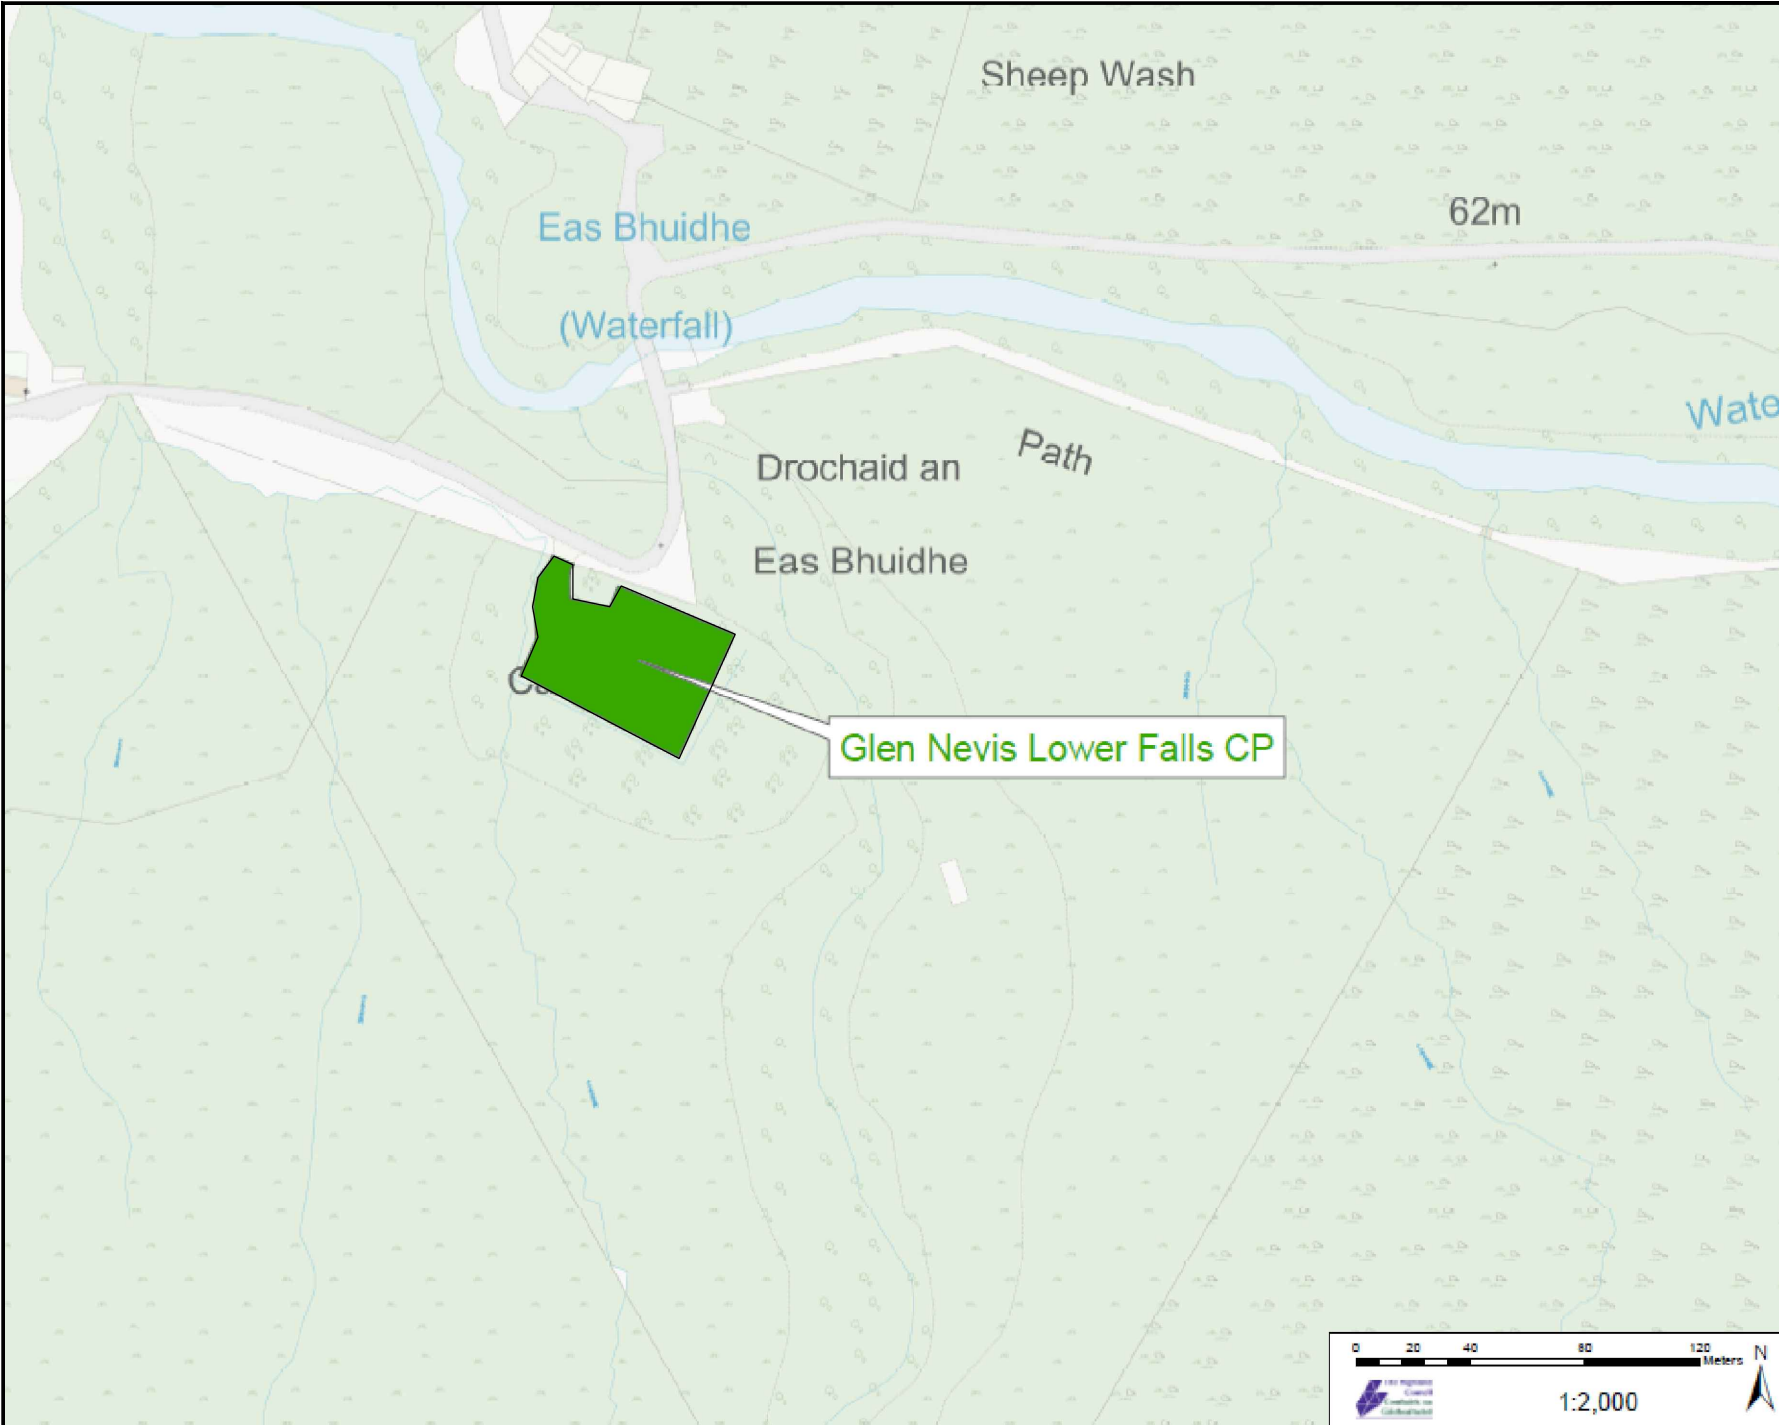 Sheep Wash
62m
Eas Bhuidhe
(Waterfall)
Wate
Path
Drochaid an
Eas Bhuidhe
Glen Nevis Lower Falls CP
0 20 40 80 120
Meters
N
1:2,000